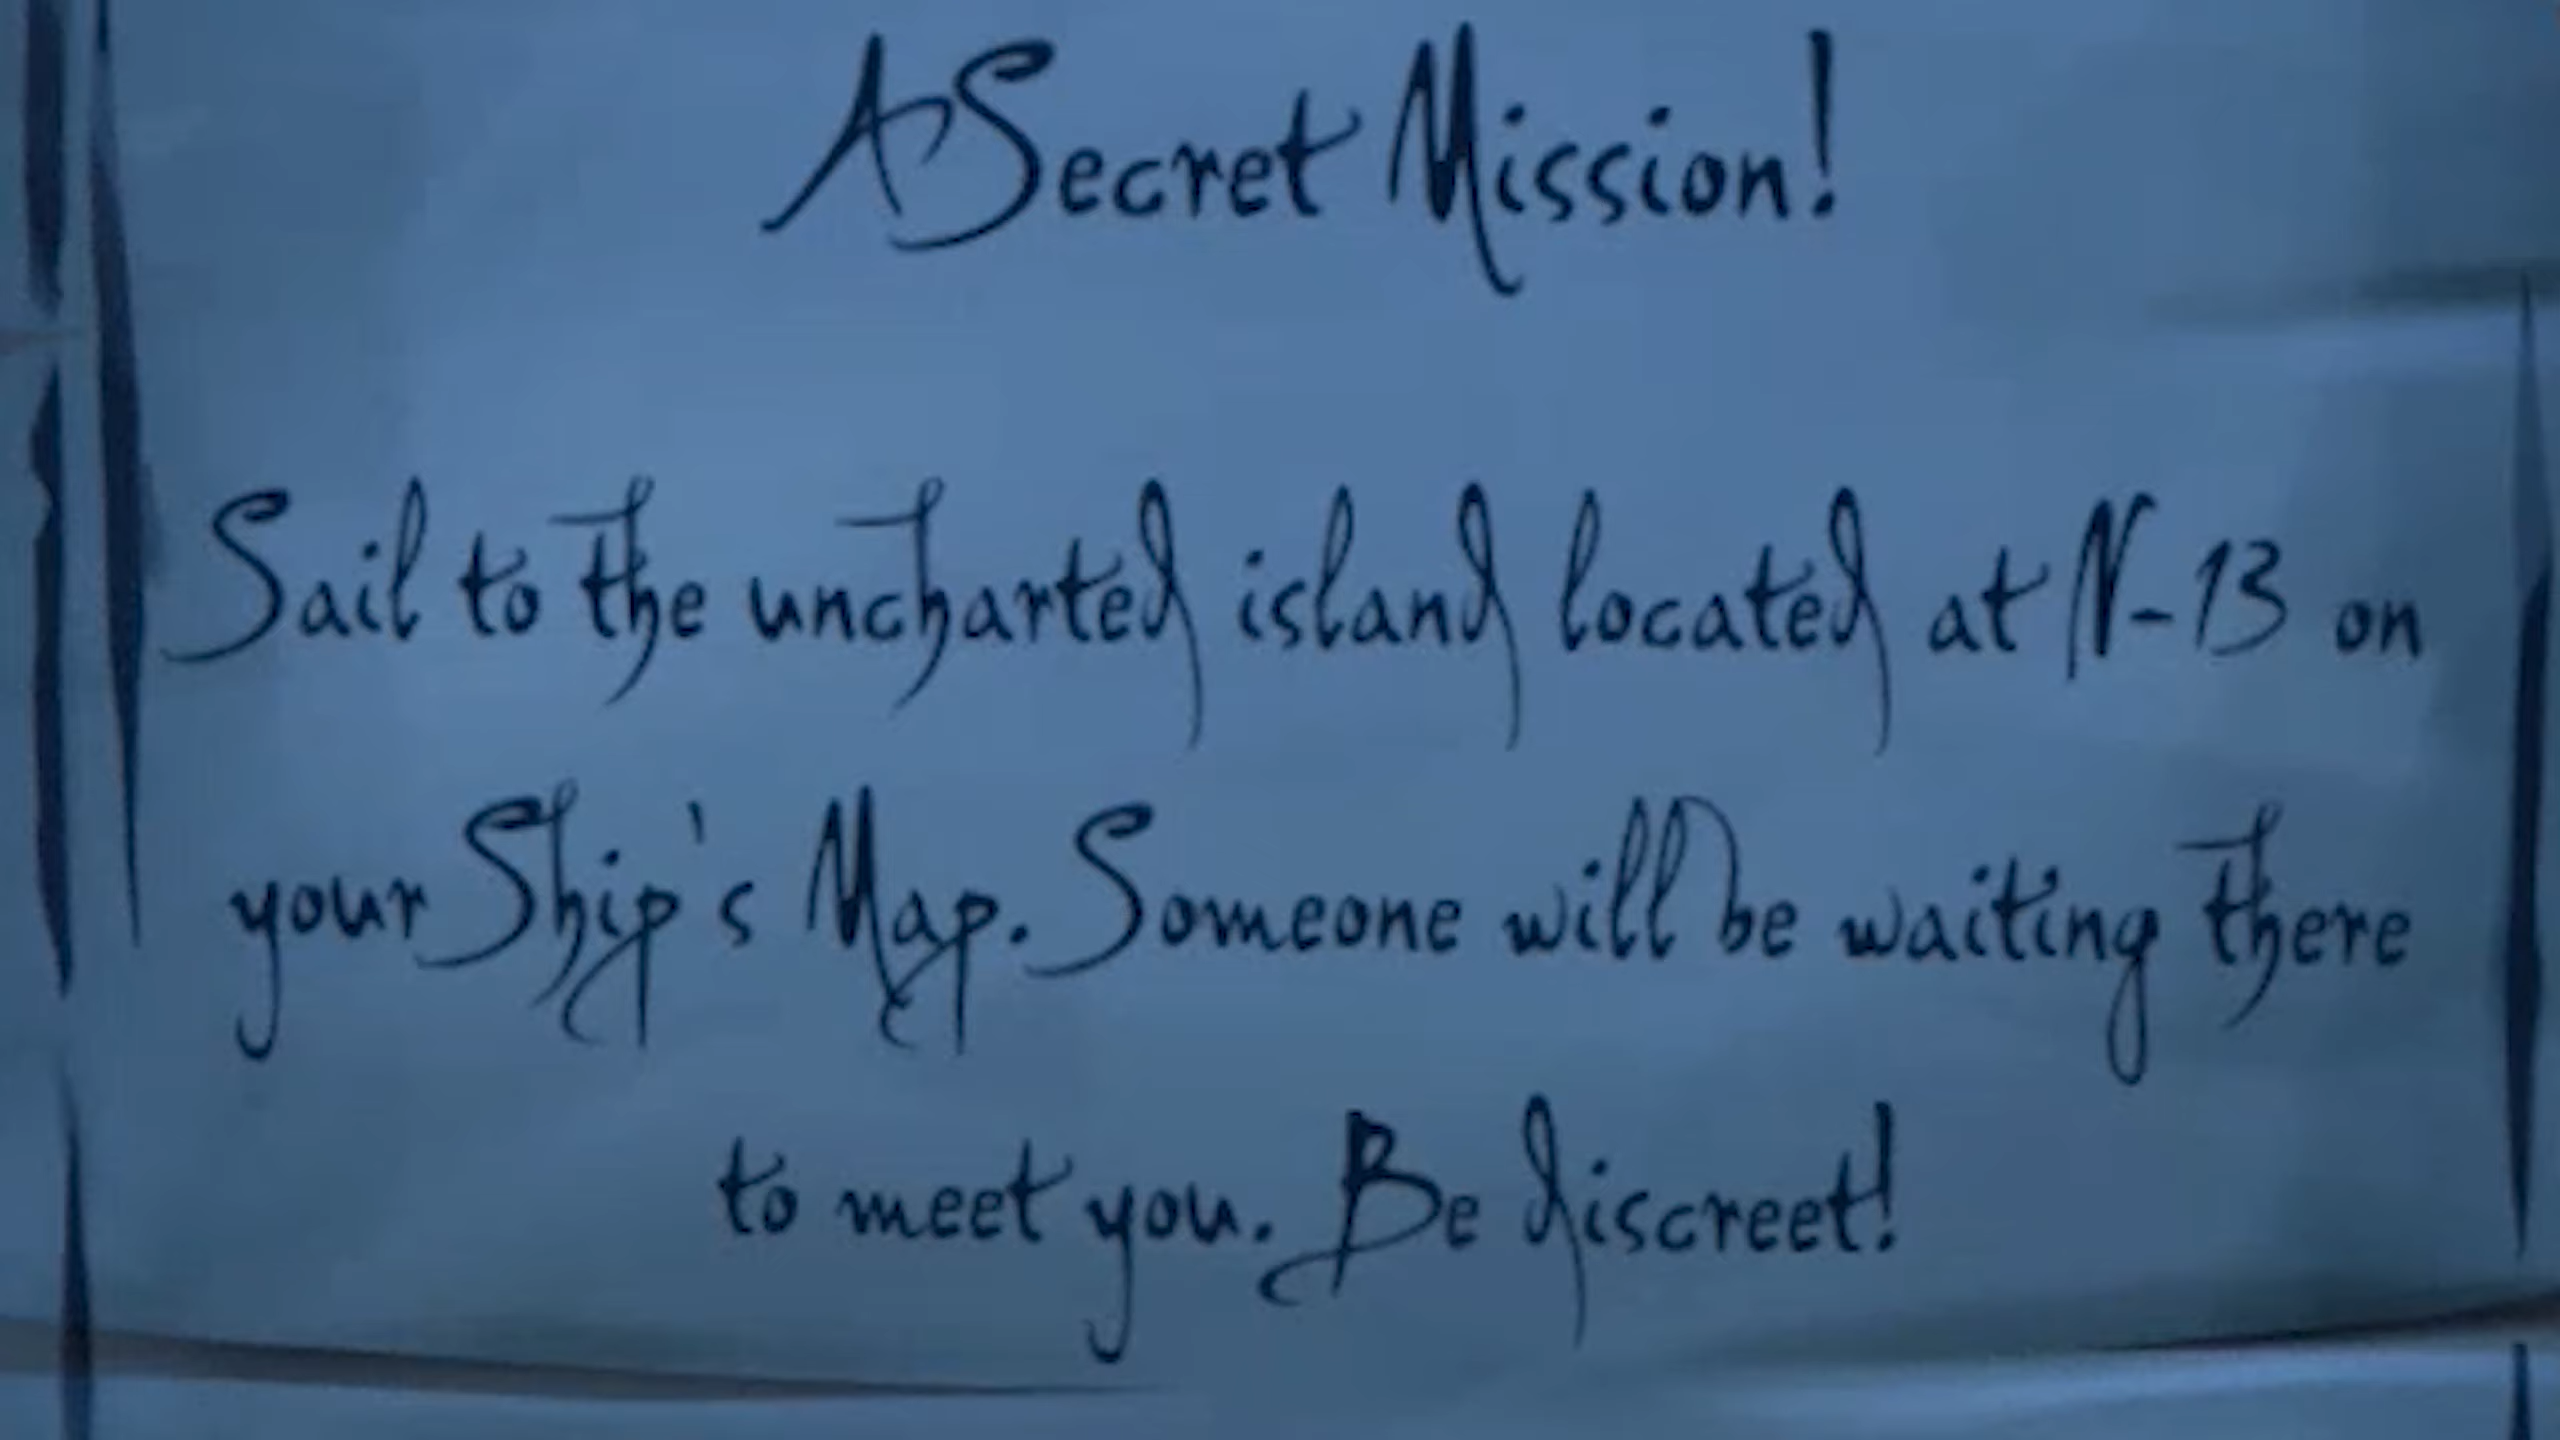 A Secret Mission!
Sail to the uncharted island located at N-13 on
your Ship's Map. Someone will be waiting there
to meet you. Be discreet!